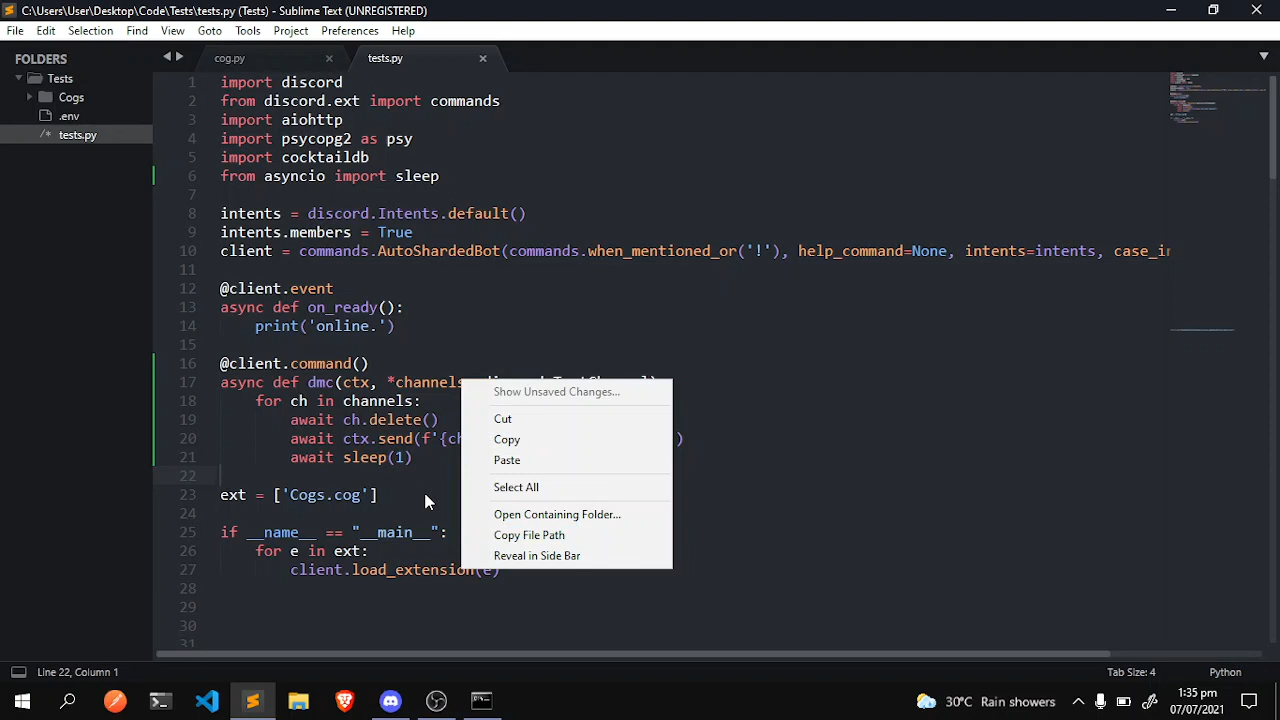 C:\Users\User\Desktop\Code\Tests\tests.py (Tests) - Sublime Text (UNREGISTERED)
File Edit Selection Find View Goto Tools Project Preferences Help
FOLDERS
Tests
Cogs
.env
/* tests.py
cog.py × tests.py ×
1 import discord
2 from discord.ext import commands
3 import aiohttp
4 import psycopg2 as psy
5 import cocktaildb
6 from asyncio import sleep
7
8 intents = discord.Intents.default()
9 intents.members = True
10 client = commands.AutoShardedBot(commands.when_mentioned_or('!'), help_command=None, intents=intents, case_in
11
12 @client.event
13 async def on_ready():
14 print('online.')
15
16 @client.command()
17 async def dmc(ctx, *channels
18 for ch in channels:
19 await ch.delete()
20 await ctx.send(f'{ch )
21 await sleep(1)
22
23 ext = ['Cogs.cog']
24
25 if __name__ == "__main__":
26 for e in ext:
27 client.load_extension(e)
28
29
30
31
Show Unsaved Changes...
Cut
Copy
Paste
Select All
Open Containing Folder...
Copy File Path
Reveal in Side Bar
Line 22, Column 1 Tab Size: 4 Python
30°C Rain showers 1:35 pm
07/07/2021